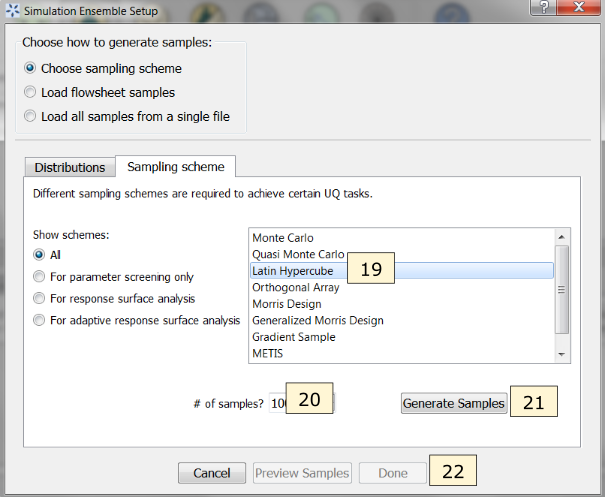 Simulation Ensemble Setup
Choose how to generate samples:
Choose sampling scheme
Load flowsheet samples
Load all samples from a single file
Distributions
Sampling scheme
Different sampling schemes are required to achieve certain UQ tasks.
Show schemes:
All
For parameter screening only
For response surface analysis
For adaptive response surface analysis
Monte Carlo
Quasi Monte Carlo
Latin Hypercube
19
Orthogonal Array
Morris Design
Generalized Morris Design
Gradient Sample
METIS
# of samples?
20
Generate Samples
21
Cancel
Preview Samples
Done
22